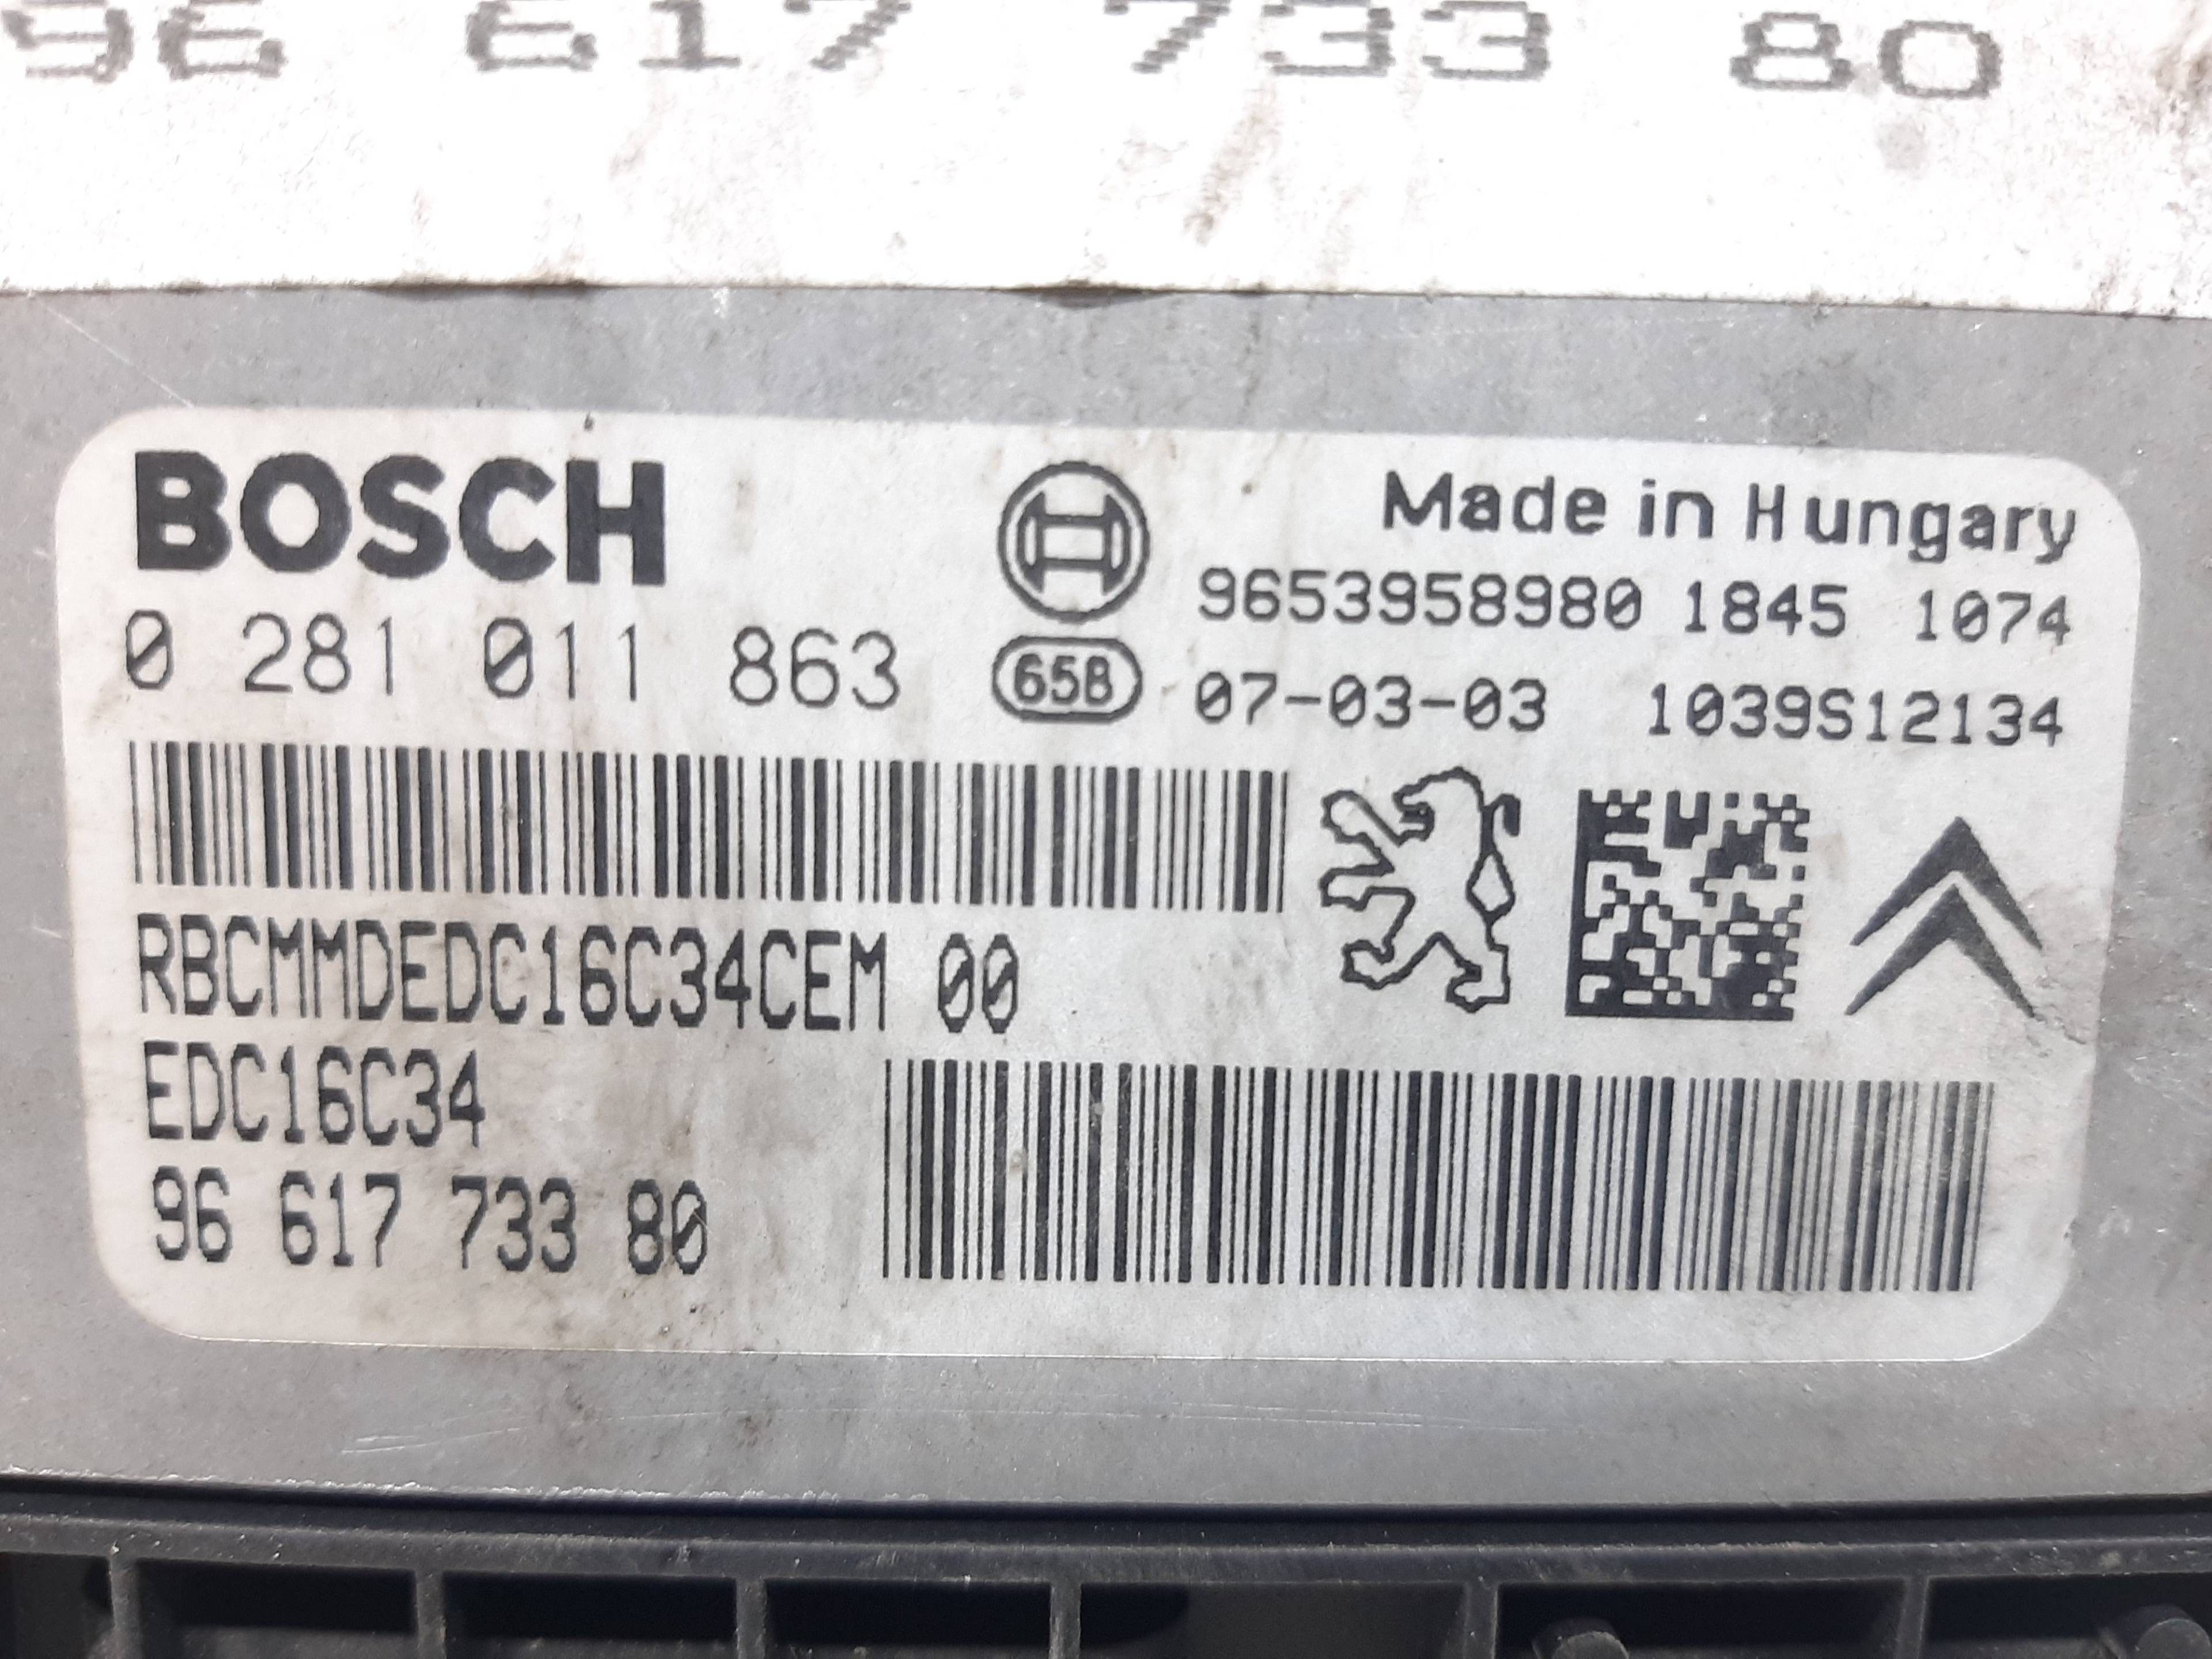 96 617 733 80
BOSCH
Made in Hungary
9653958980 1845 1074
0 281 011 863
65B
07-03-03 1039S12134
RBCMMDEDC16C34CEM 00
EDC16C34
96 617 733 80